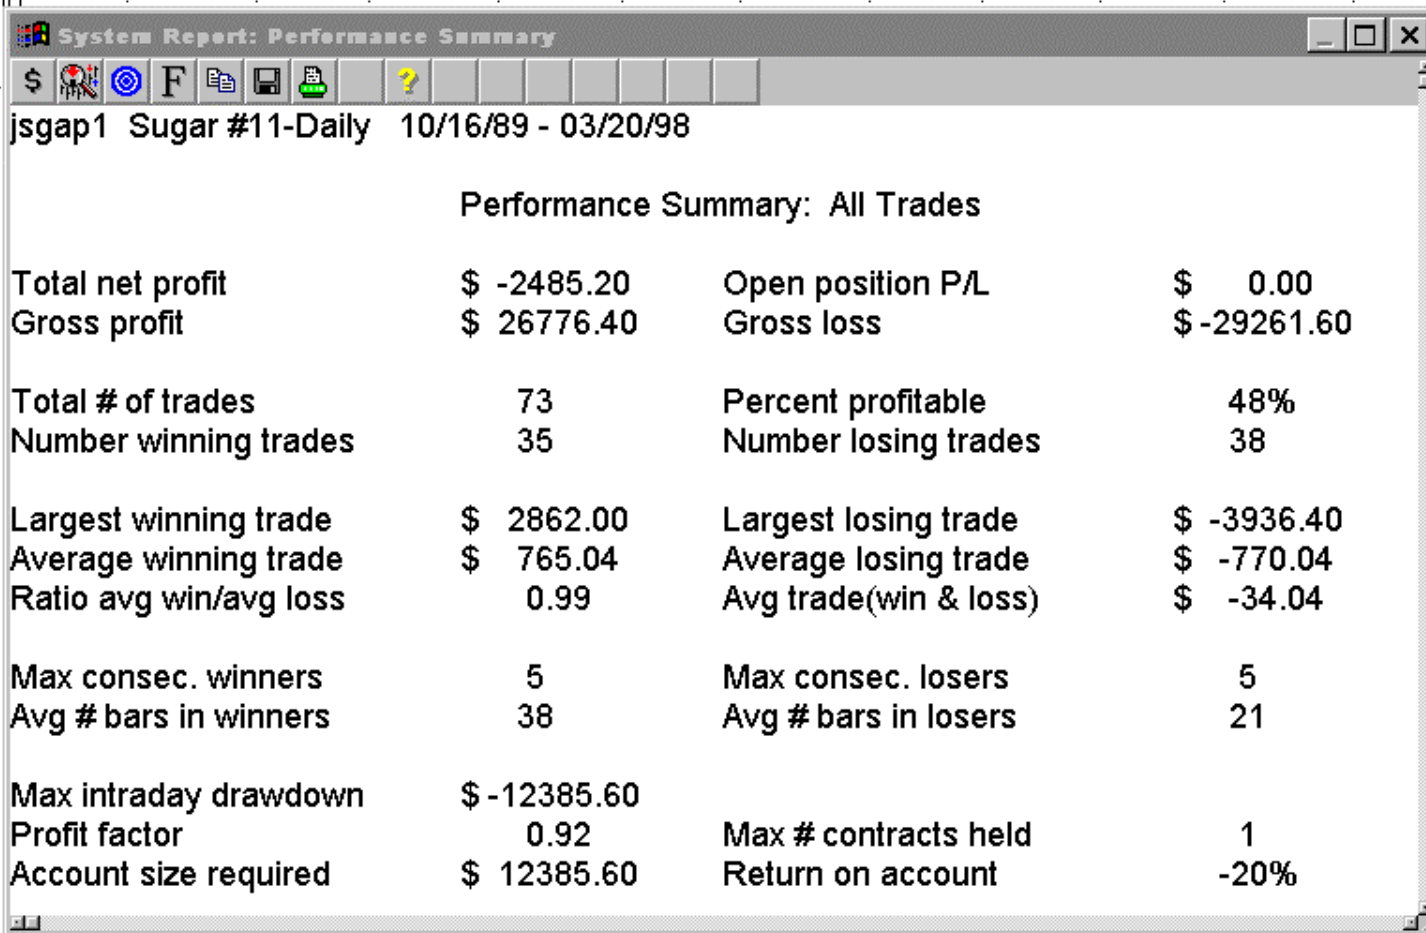 System Report: Performance Summary
$ F ?
jsgap1 Sugar #11-Daily 10/16/89 - 03/20/98
Performance Summary: All Trades
Total net profit $ -2485.20 Open position P/L $ 0.00
Gross profit $ 26776.40 Gross loss $ -29261.60
Total # of trades 73 Percent profitable 48%
Number winning trades 35 Number losing trades 38
Largest winning trade $ 2862.00 Largest losing trade $ -3936.40
Average winning trade $ 765.04 Average losing trade $ -770.04
Ratio avg win/avg loss 0.99 Avg trade(win & loss) $ -34.04
Max consec. winners 5 Max consec. losers 5
Avg # bars in winners 38 Avg # bars in losers 21
Max intraday drawdown $ -12385.60
Profit factor 0.92 Max # contracts held 1
Account size required $ 12385.60 Return on account -20%